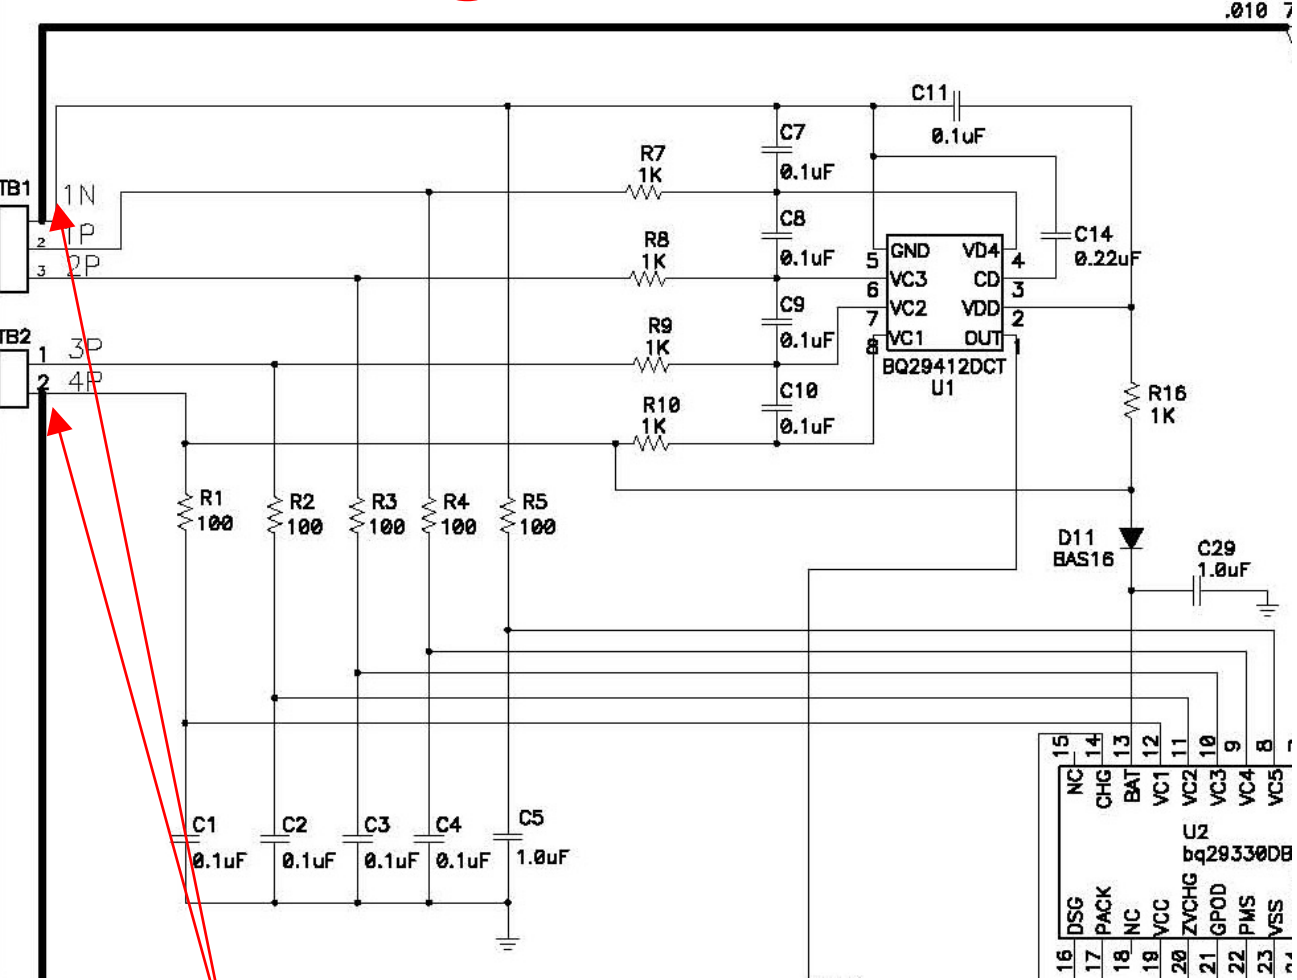 .010 7
C11
0.1uF
C7
0.1uF
R7
1K
TB1
1N
2
1P
3
2P
C8
0.1uF
R8
1K
C14
0.22uF
5
GND
VD4
4
6
VC3
CD
3
7
VC2
VDD
2
8
VC1
OUT
1
BQ29412DCT
U1
C9
0.1uF
R9
1K
TB2
1
3P
2
4P
C10
0.1uF
R10
1K
R16
1K
R1
100
R2
100
R3
100
R4
100
R5
100
D11
BAS16
C29
1.0uF
15
14
13
12
11
10
9
8
NC
CHG
BAT
VC1
VC2
VC3
VC4
VC5
U2
bq29330DB
C1
0.1uF
C2
0.1uF
C3
0.1uF
C4
0.1uF
C5
1.0uF
DSG
PACK
NC
VCC
ZVCHG
GPOD
PMS
VSS
16
17
18
19
20
21
22
23